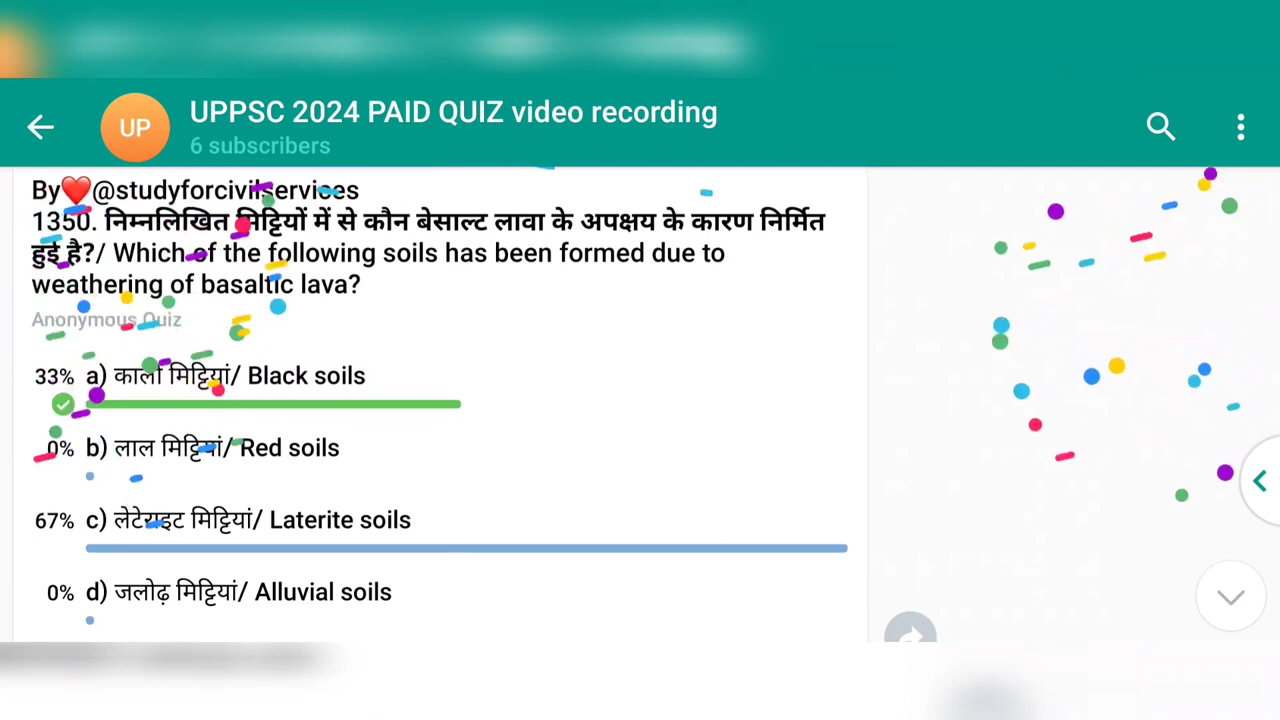 UP
UPPSC 2024 PAID QUIZ video recording
6 subscribers
By❤️@studyforcivilservices
1350. निम्नलिखित मिट्टियों में से कौन बेसाल्ट लावा के अपक्षय के कारण निर्मित
हुई है?/ Which of the following soils has been formed due to
weathering of basaltic lava?
Anonymous Quiz
33% a) काली मिट्टियां/ Black soils
0% b) लाल मिट्टियां/ Red soils
67% c) लेटेराइट मिट्टियां/ Laterite soils
0% d) जलोढ़ मिट्टियां/ Alluvial soils